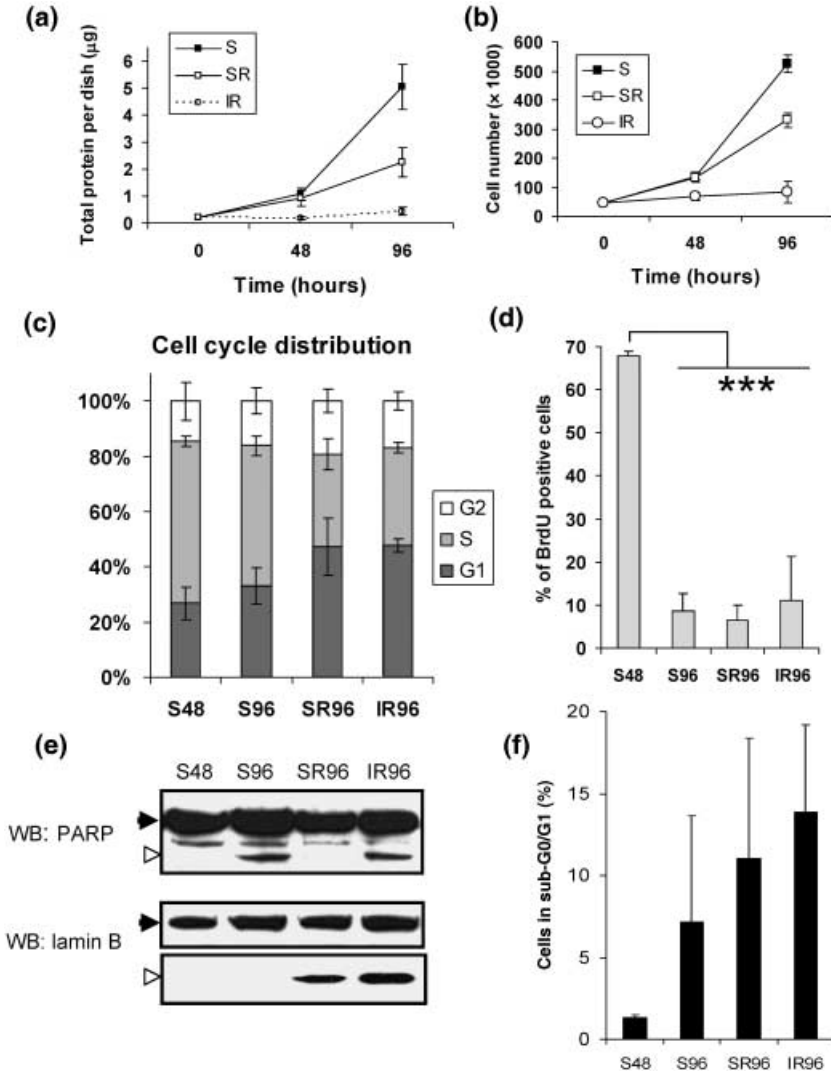 (a)
Total protein per dish (µg)
6
5
4
3
2
1
0
S
SR
IR
0 48 96
Time (hours)
(b)
Cell number (x 1000)
600
500
400
300
200
100
0
S
SR
IR
0 48 96
Time (hours)
(c)
Cell cycle distribution
100%
80%
60%
40%
20%
0%
G2
S
G1
S48 S96 SR96 IR96
(d)
% of BrdU positive cells
70
60
50
40
30
20
10
0
***
S48 S96 SR96 IR96
(e)
S48 S96 SR96 IR96
WB: PARP
WB: lamin B
(f)
Cells in sub-G0/G1 (%)
20
15
10
5
0
S48 S96 SR96 IR96